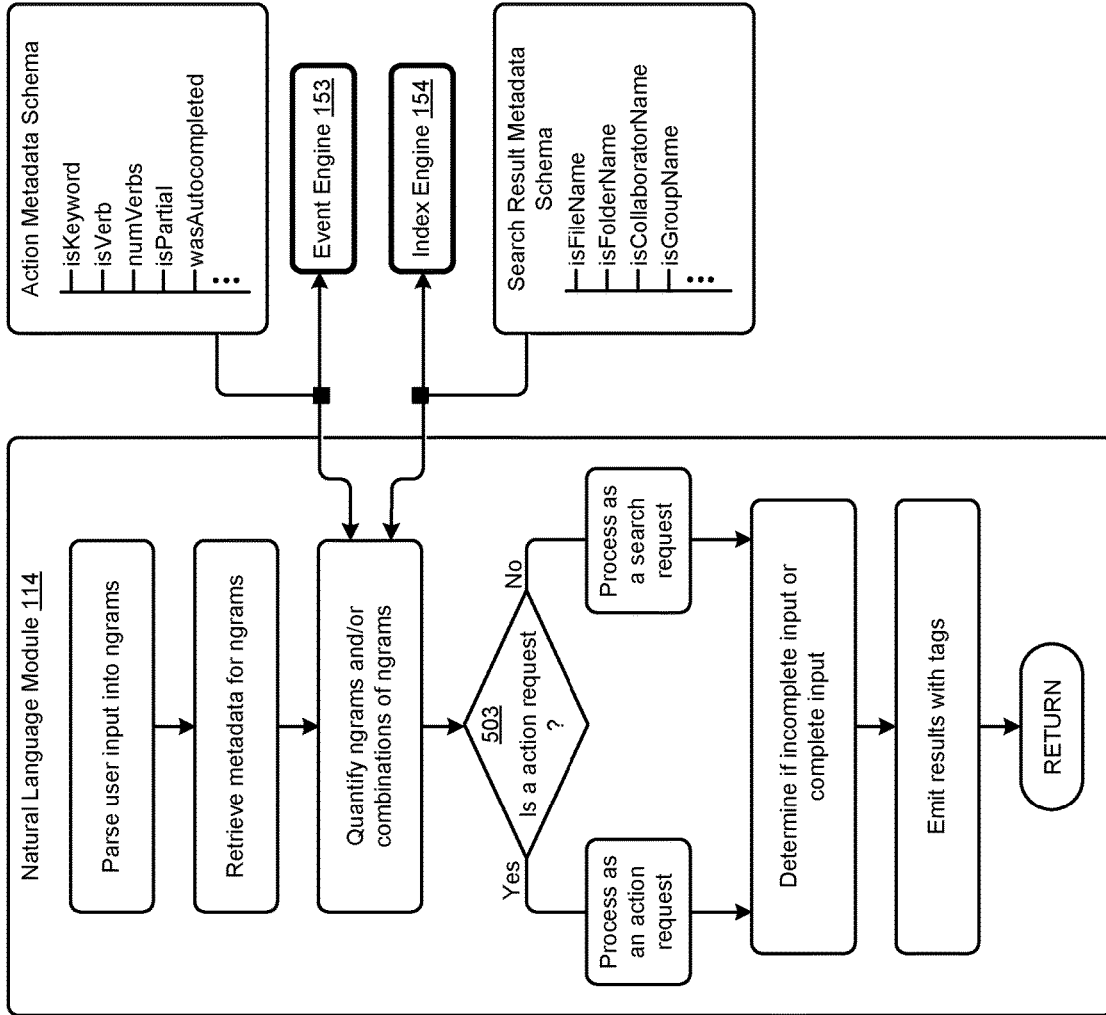 Natural Language Module 114
Parse user input into ngrams
Retrieve metadata for ngrams
Quantify ngrams and/or
combinations of ngrams
503
Is a action request
?
Yes
No
Process as
an action
request
Process as
a search
request
Determine if incomplete input or
complete input
Emit results with tags
RETURN
Action Metadata Schema
isKeyword
isVerb
numVerbs
isPartial
wasAutocompleted
Event Engine 153
Index Engine 154
Search Result Metadata
Schema
isFileName
isFolderName
isCollaboratorName
isGroupName